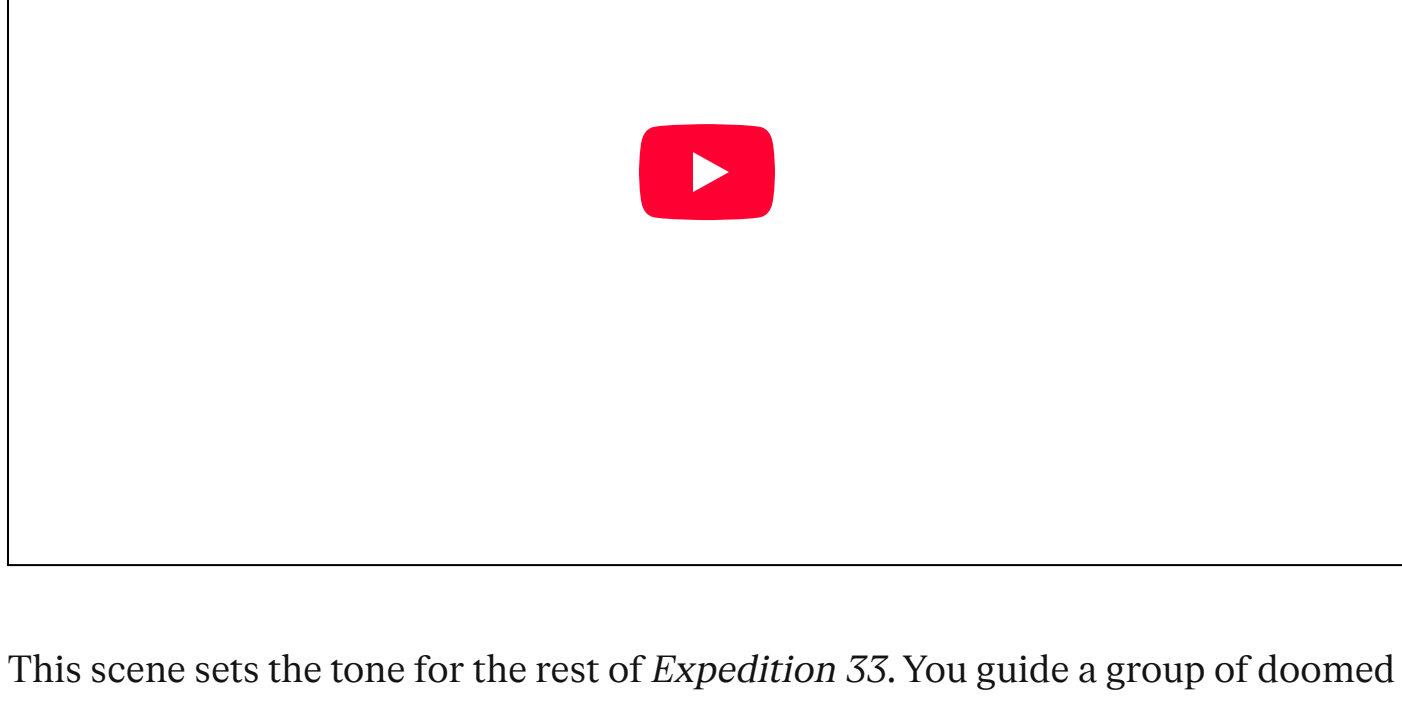 This scene sets the tone for the rest of Expedition 33. You guide a group of doomed